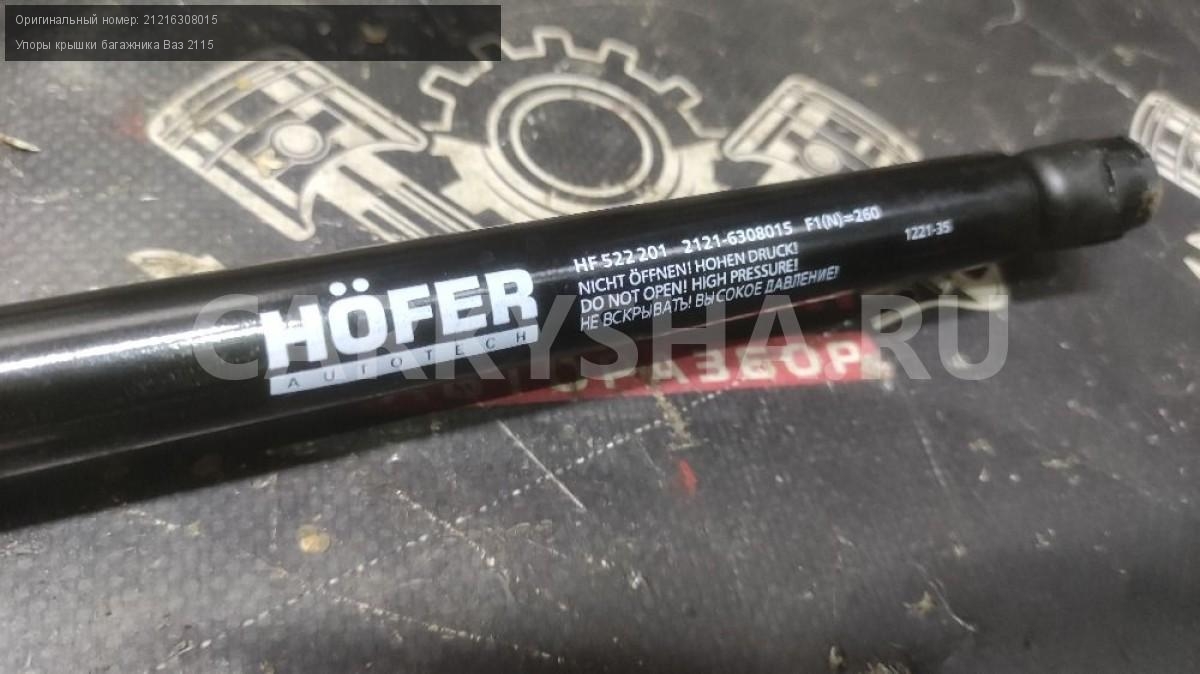 Оригинальный номер: 21216308015
Упоры крышки багажника Ваз 2115
HF 522 201 2121-6308015 F1(N)=260
1221-35
NICHT ÖFFNEN! HOHEN DRUCK!
DO NOT OPEN! HIGH PRESSURE!
НЕ ВСКРЫВАТЬ! ВЫСОКОЕ ДАВЛЕНИЕ!
HÖFER
AUTOTECH
CARKRYSHA.RU